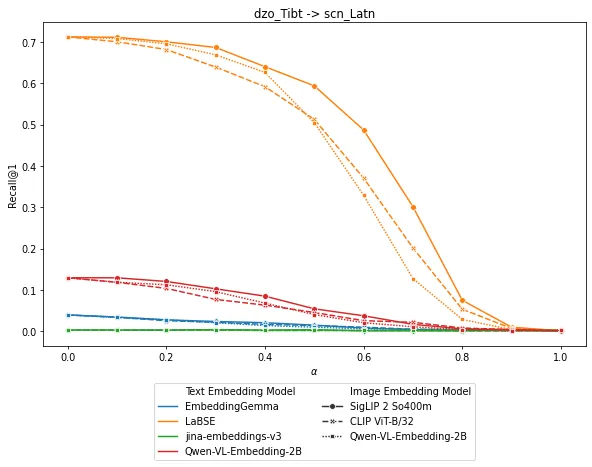 dzo_Tibt -> scn_Latn
Recall@1
0.7
0.6
0.5
0.4
0.3
0.2
0.1
0.0
0.0 0.2 0.4 0.6 0.8 1.0
α
Text Embedding Model Image Embedding Model
EmbeddingGemma SigLIP 2 So400m
LaBSE CLIP ViT-B/32
jina-embeddings-v3 Qwen-VL-Embedding-2B
Qwen-VL-Embedding-2B